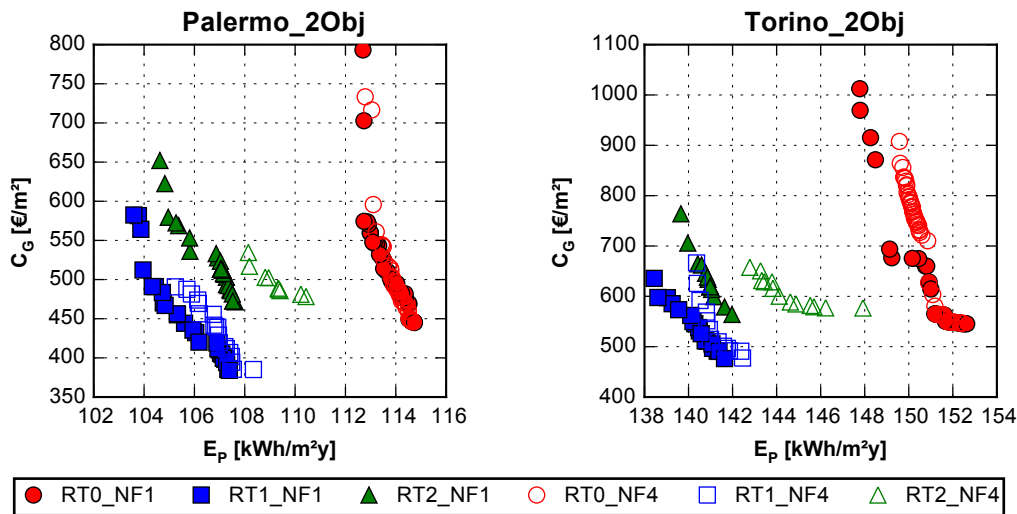 Palermo_2Obj
Torino_2Obj
C_G [€/m²]
800
750
700
650
600
550
500
450
400
350
102 104 106 108 110 112 114 116
E_P [kWh/m²y]
C_G [€/m²]
1100
1000
900
800
700
600
500
400
138 140 142 144 146 148 150 152 154
E_P [kWh/m²y]
RT0_NF1 RT1_NF1 RT2_NF1 RT0_NF4 RT1_NF4 RT2_NF4